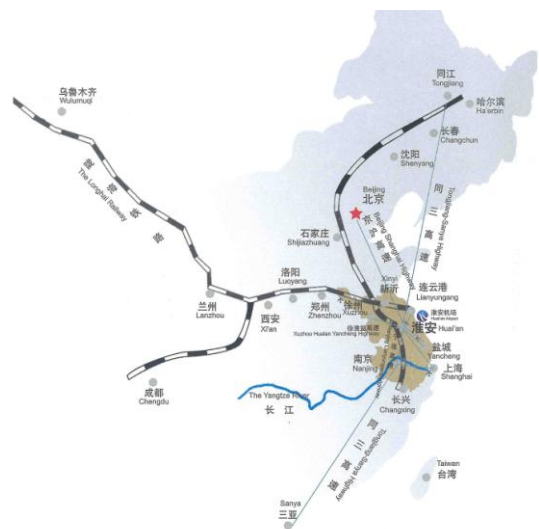 同江
Tongjiang
乌鲁木齐
Wulumuqi
哈尔滨
Ha'erbin
长春
Changchun
沈阳
Shenyang
陇海铁路
The Longhai Railway
Beijing
北京
京沪高速
Beijing Shanghai Highway
同三高速
Tongjiang-Sanya Highway
石家庄
Shijiazhuang
洛阳
Luoyang
Xinyi
新沂
连云港
Lianyungang
兰州
Lanzhou
西安
Xi'an
郑州
Zhenzhou
徐州
Xuzhou
淮安机场
Huai'an Airport
淮安
Huai'an
徐淮盐高速
Xuzhou Huaian Yancheng Highway
盐城
Yancheng
南京
Nanjing
上海
Shanghai
成都
Chengdu
The Yangtze River
长江
长兴
Changxing
同三高速
Tongjiang-Sanya Highway
Taiwan
台湾
Sanya
三亚